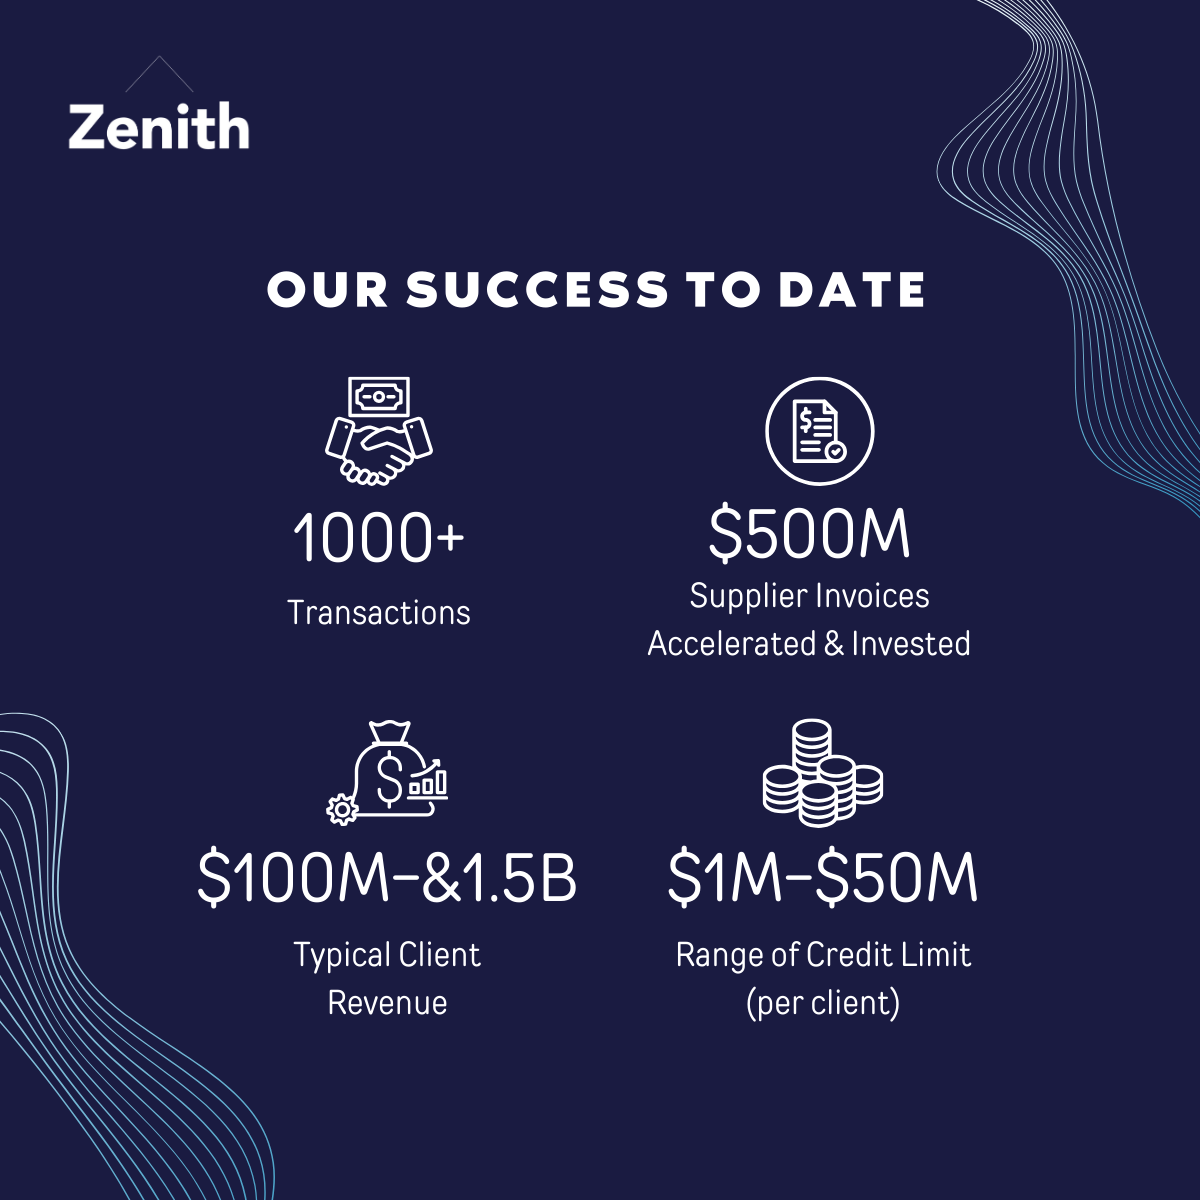 Zenith
OUR SUCCESS TO DATE
1000+
Transactions
$500M
Supplier Invoices
Accelerated & Invested
$100M–&1.5B
Typical Client
Revenue
$1M–$50M
Range of Credit Limit
(per client)